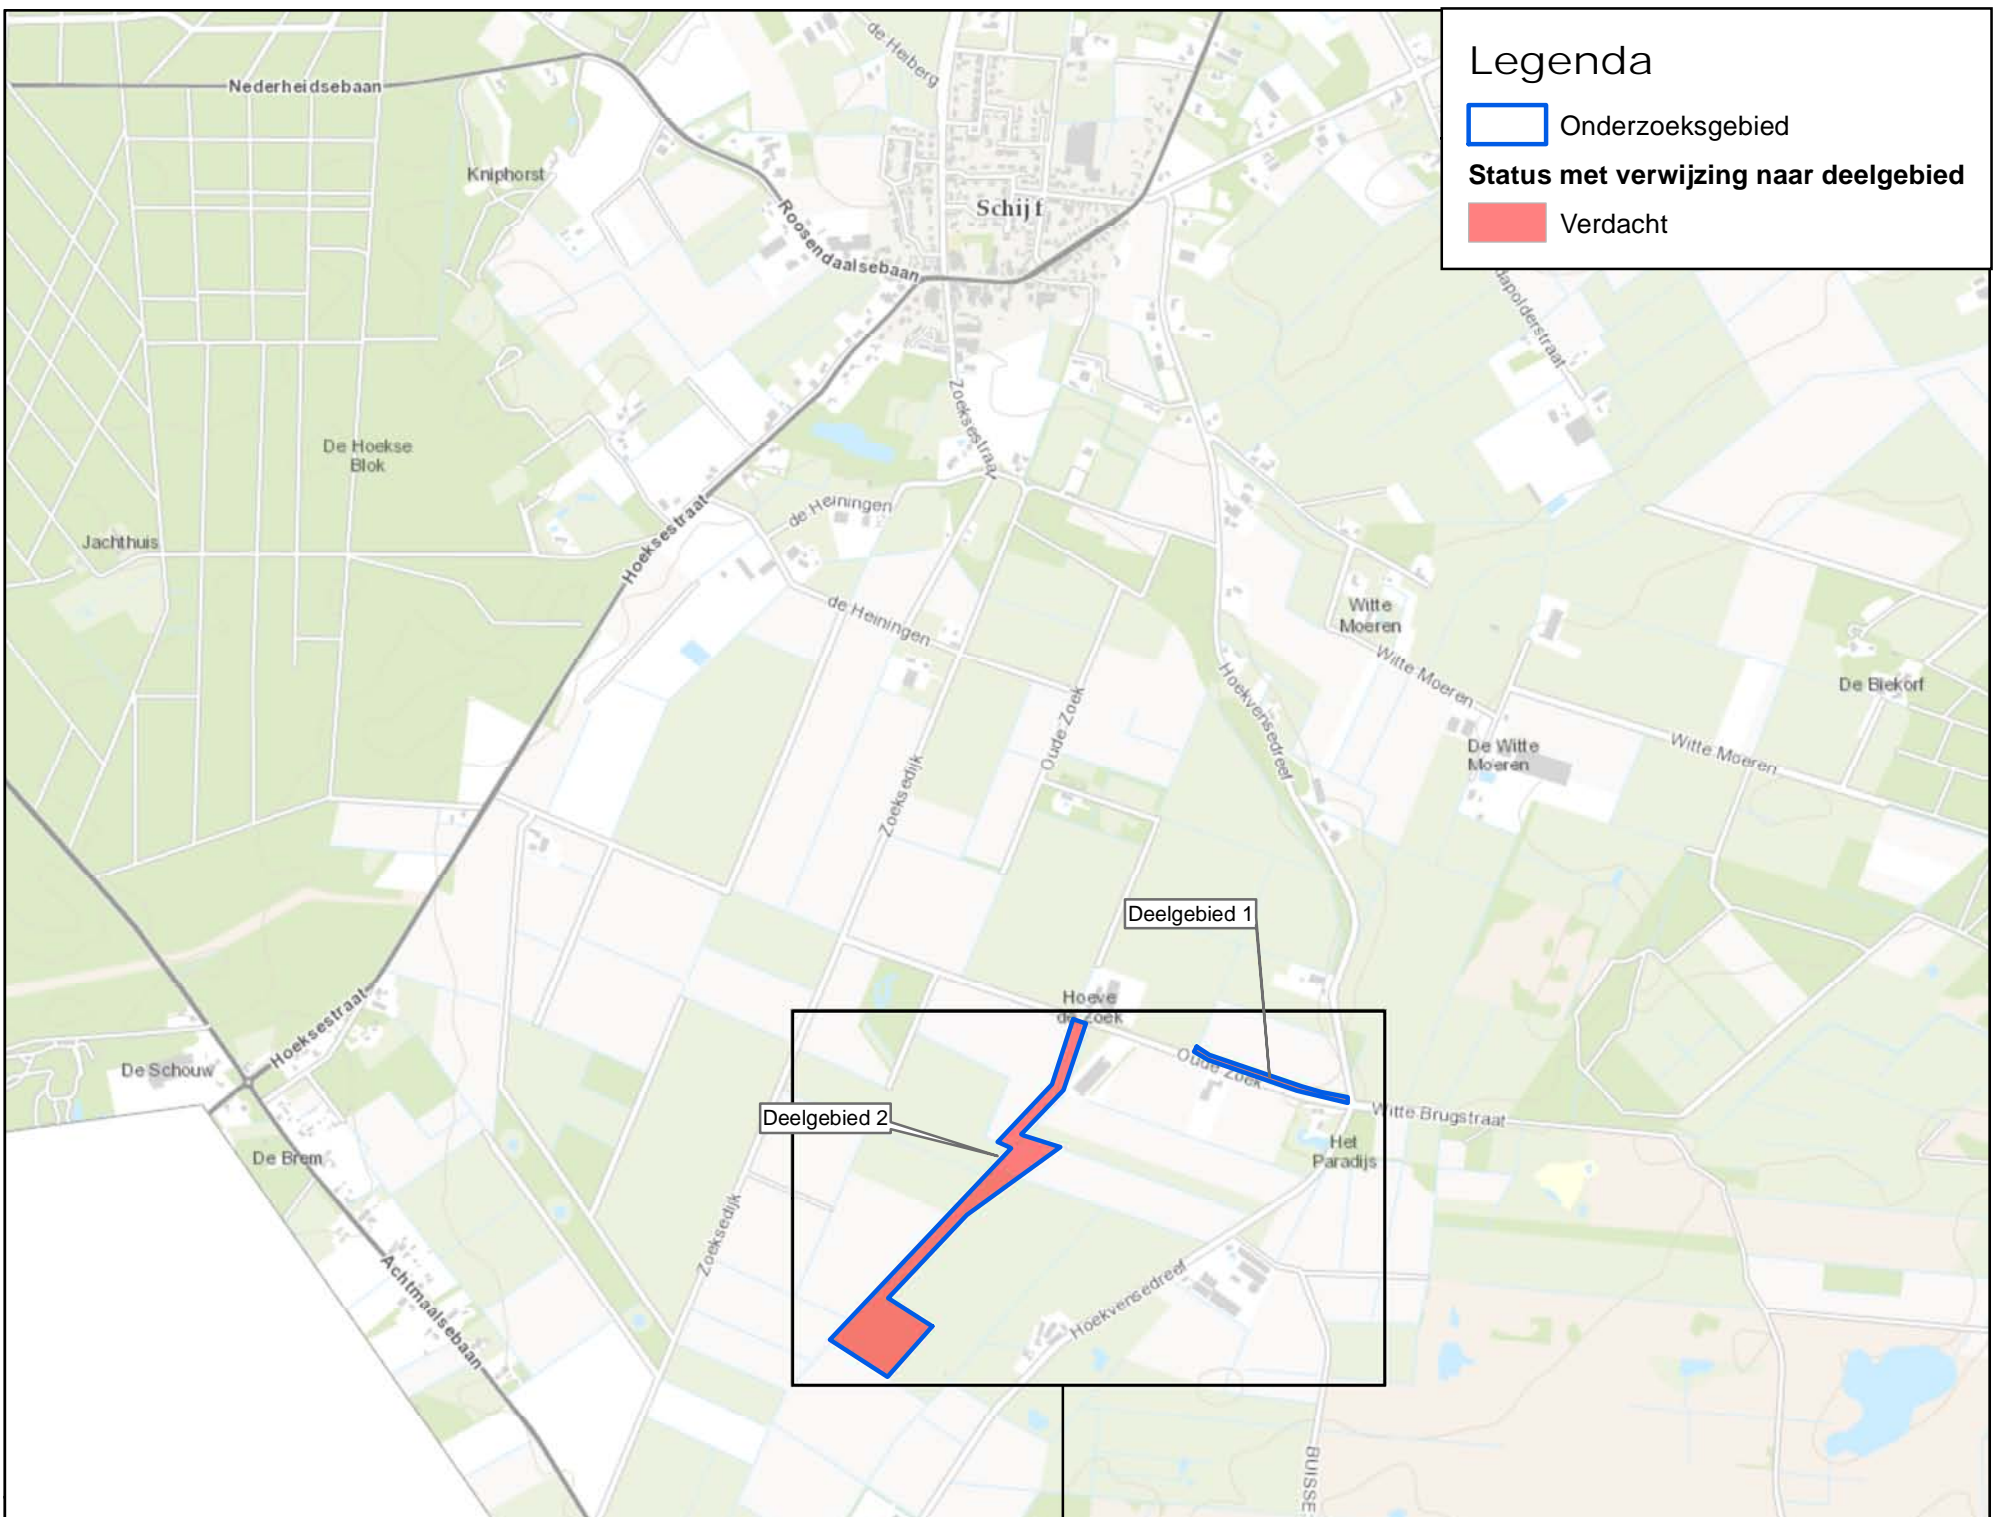 Legenda
Onderzoeksgebied
Status met verwijzing naar deelgebied
Verdacht
de Heiberg
Nederheidsebaan
Kniphorst
Schijf
Roosendaalsebaan
dapolderstraat
Zoeksestraat
De Hoekse
Blok
de Heiningen
Hoeksestraat
Jachthuis
de Heiningen
Witte
Moeren
Witte Moeren
Hoekvensedreef
De Biekorf
Oude Zoek
De Witte
Moeren
Witte Moeren
Zoeksedijk
Deelgebied 1
Hoeve
de Zoek
Hoeksestraat
De Schouw
Oude Zoek
Witte Brugstraat
Deelgebied 2
De Brem
Het
Paradijs
Zoeksedijk
Achtmaalsebaan
Hoekvensedreef
BUISSE